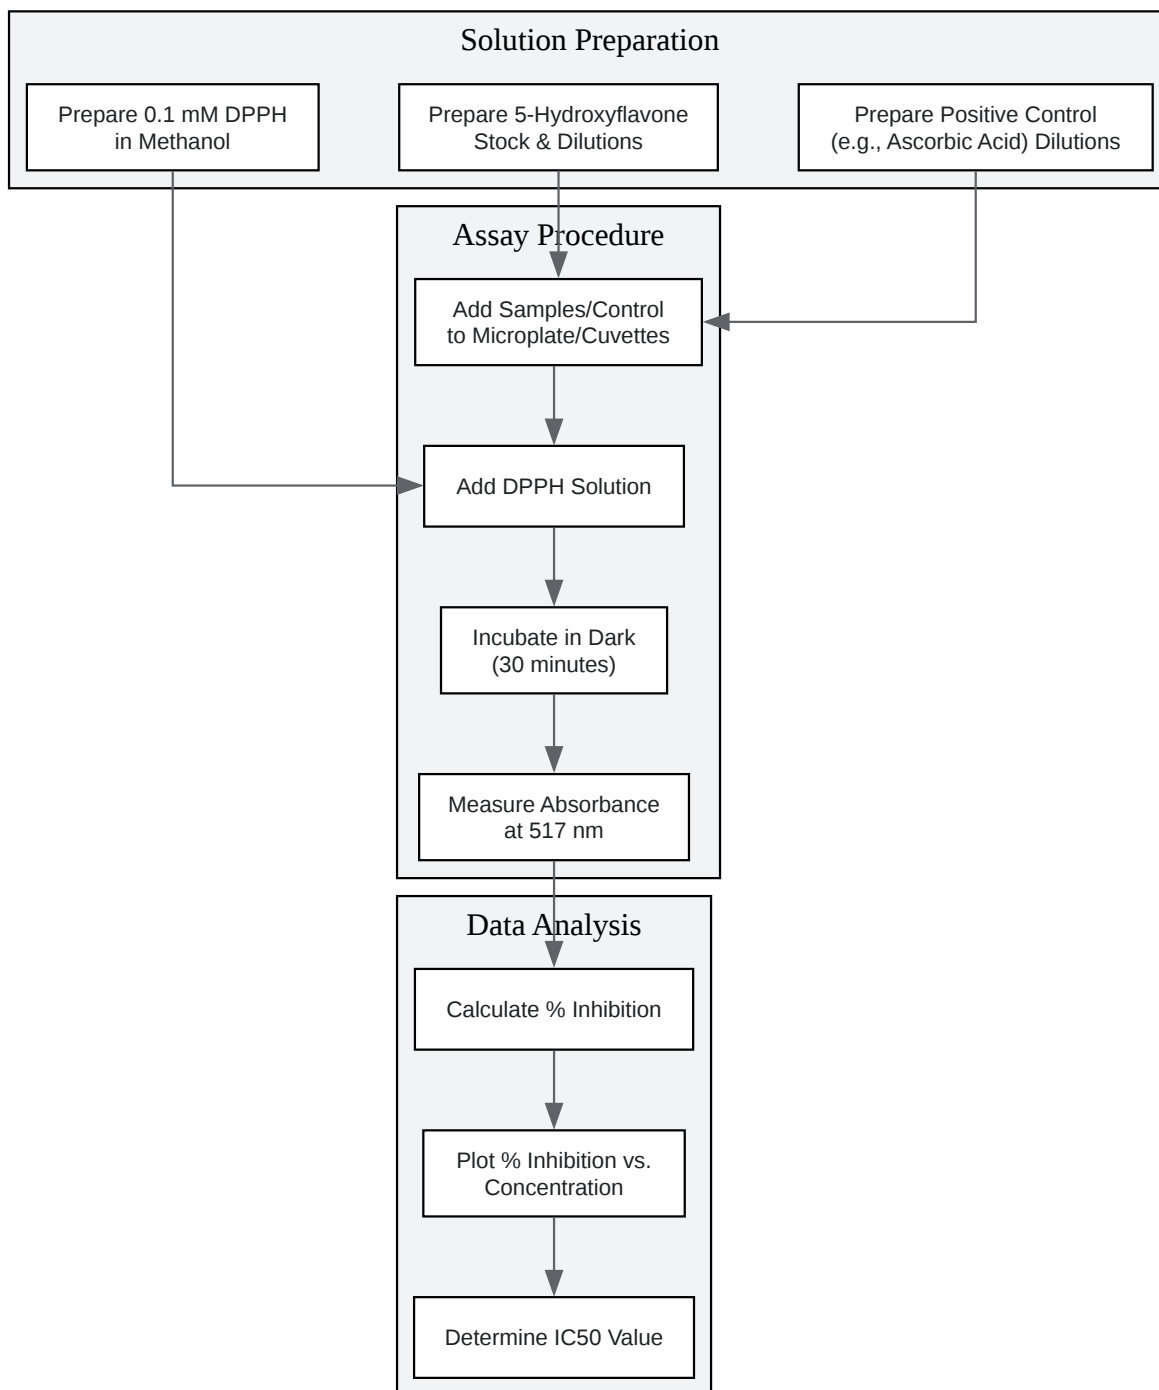 Solution Preparation
Prepare 0.1 mM DPPH
in Methanol
Prepare 5-Hydroxyflavone
Stock & Dilutions
Prepare Positive Control
(e.g., Ascorbic Acid) Dilutions
Assay Procedure
Add Samples/Control
to Microplate/Cuvettes
Add DPPH Solution
Incubate in Dark
(30 minutes)
Measure Absorbance
at 517 nm
Data Analysis
Calculate % Inhibition
Plot % Inhibition vs.
Concentration
Determine IC50 Value